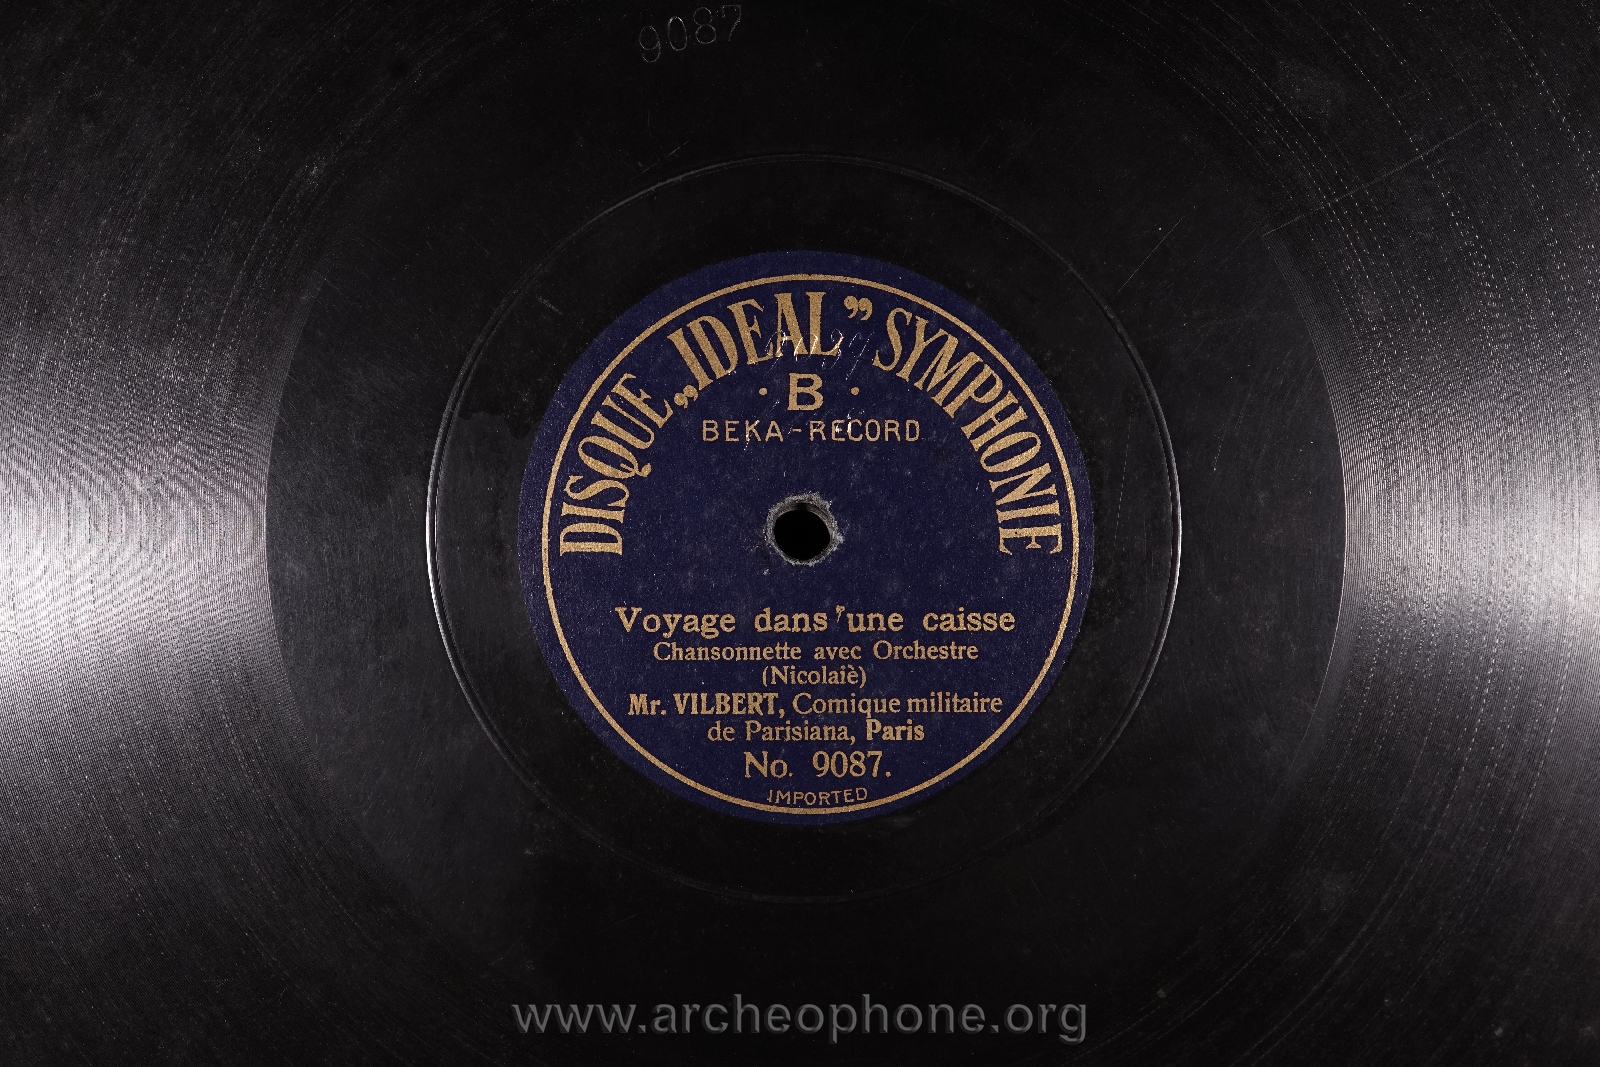 9087
DISQUE „IDEAL” SYMPHONIE
· B ·
BEKA-RECORD
Voyage dans une caisse
Chansonnette avec Orchestre
(Nicolaiè)
Mr. VILBERT, Comique militaire
de Parisiana, Paris
No. 9087.
IMPORTED
www.archeophone.org